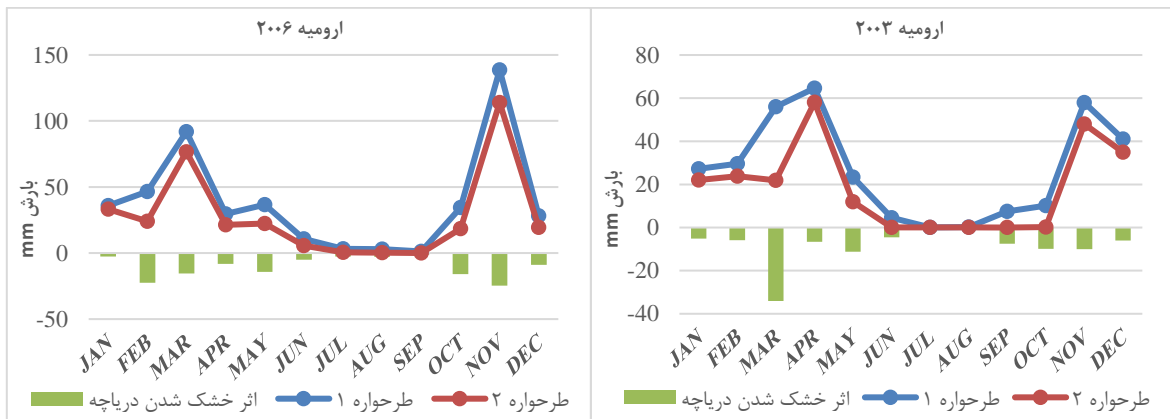 ارومیه ۲۰۰۶
150
100
50
0
-50
بارش mm
JAN FEB MAR APR MAY JUN JUL AUG SEP OCT NOV DEC
اثر خشک شدن دریاچه طرحواره ۱ طرحواره ۲
ارومیه ۲۰۰۳
80
60
40
20
0
-20
-40
بارش mm
JAN FEB MAR APR MAY JUN JUL AUG SEP OCT NOV DEC
اثر خشک شدن دریاچه طرحواره ۱ طرحواره ۲